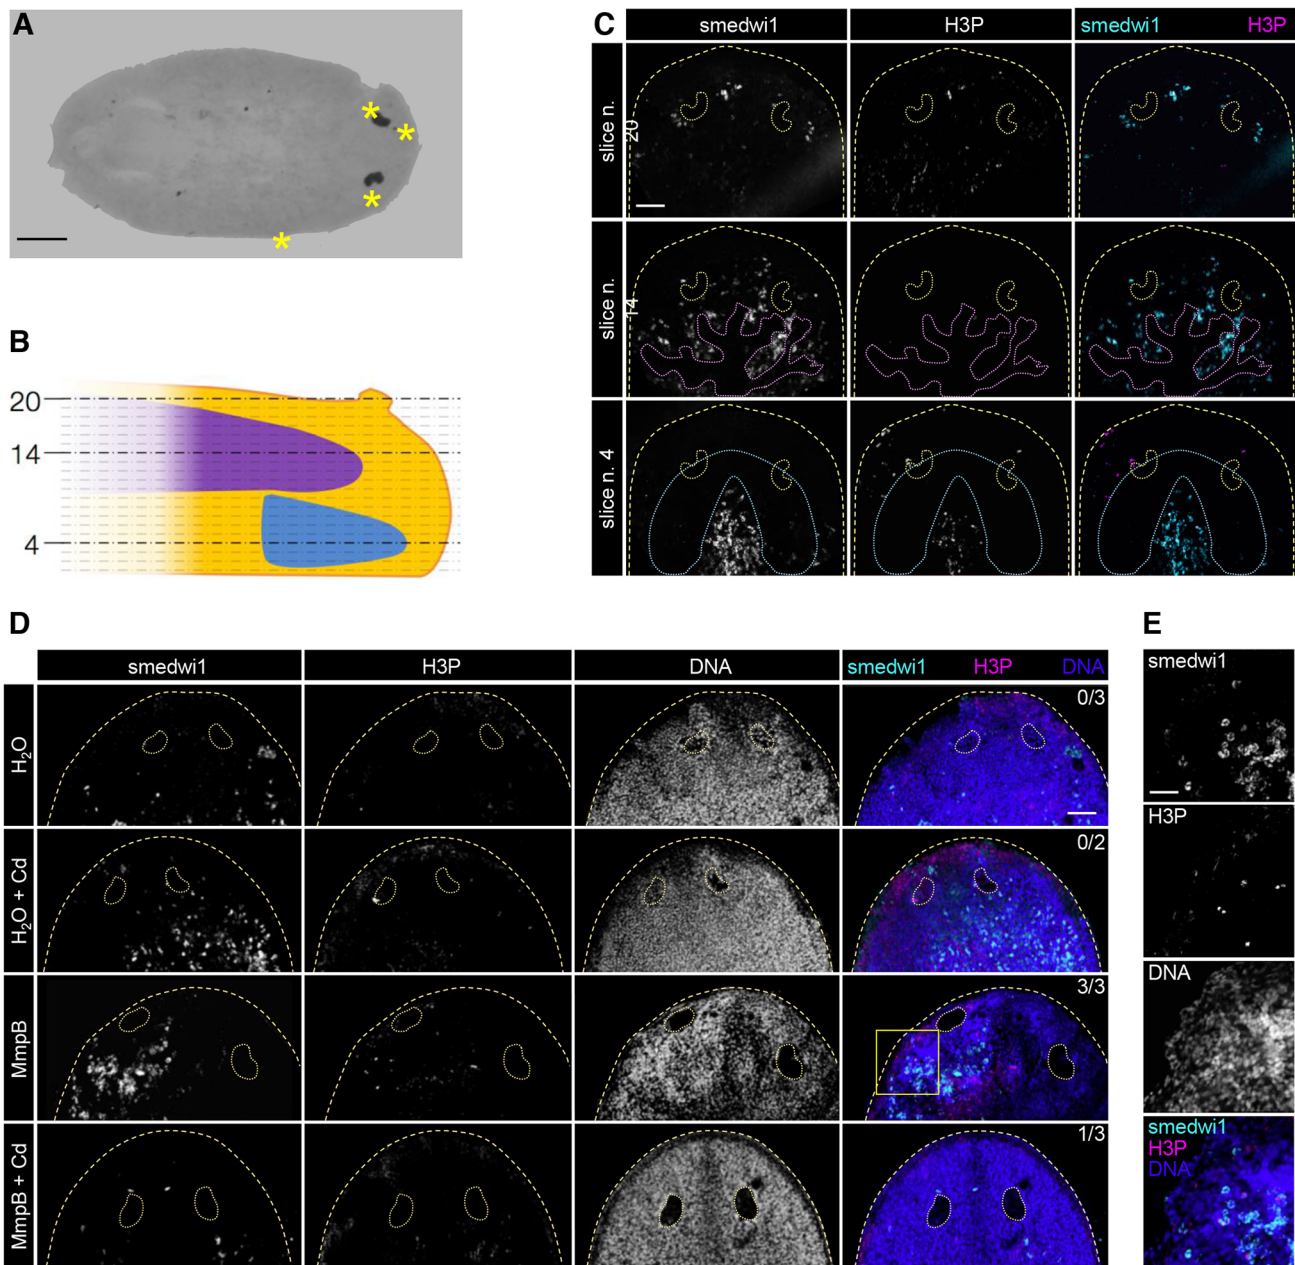 A
*
*
*
*
B
20
14
4
C
smedwi1
H3P
smedwi1 H3P
slice n. 20
slice n. 14
slice n. 4
D
smedwi1
H3P
DNA
smedwi1 H3P DNA
H₂O
0/3
H₂O + Cd
0/2
MmpB
3/3
MmpB + Cd
1/3
E
smedwi1
H3P
DNA
smedwi1
H3P
DNA